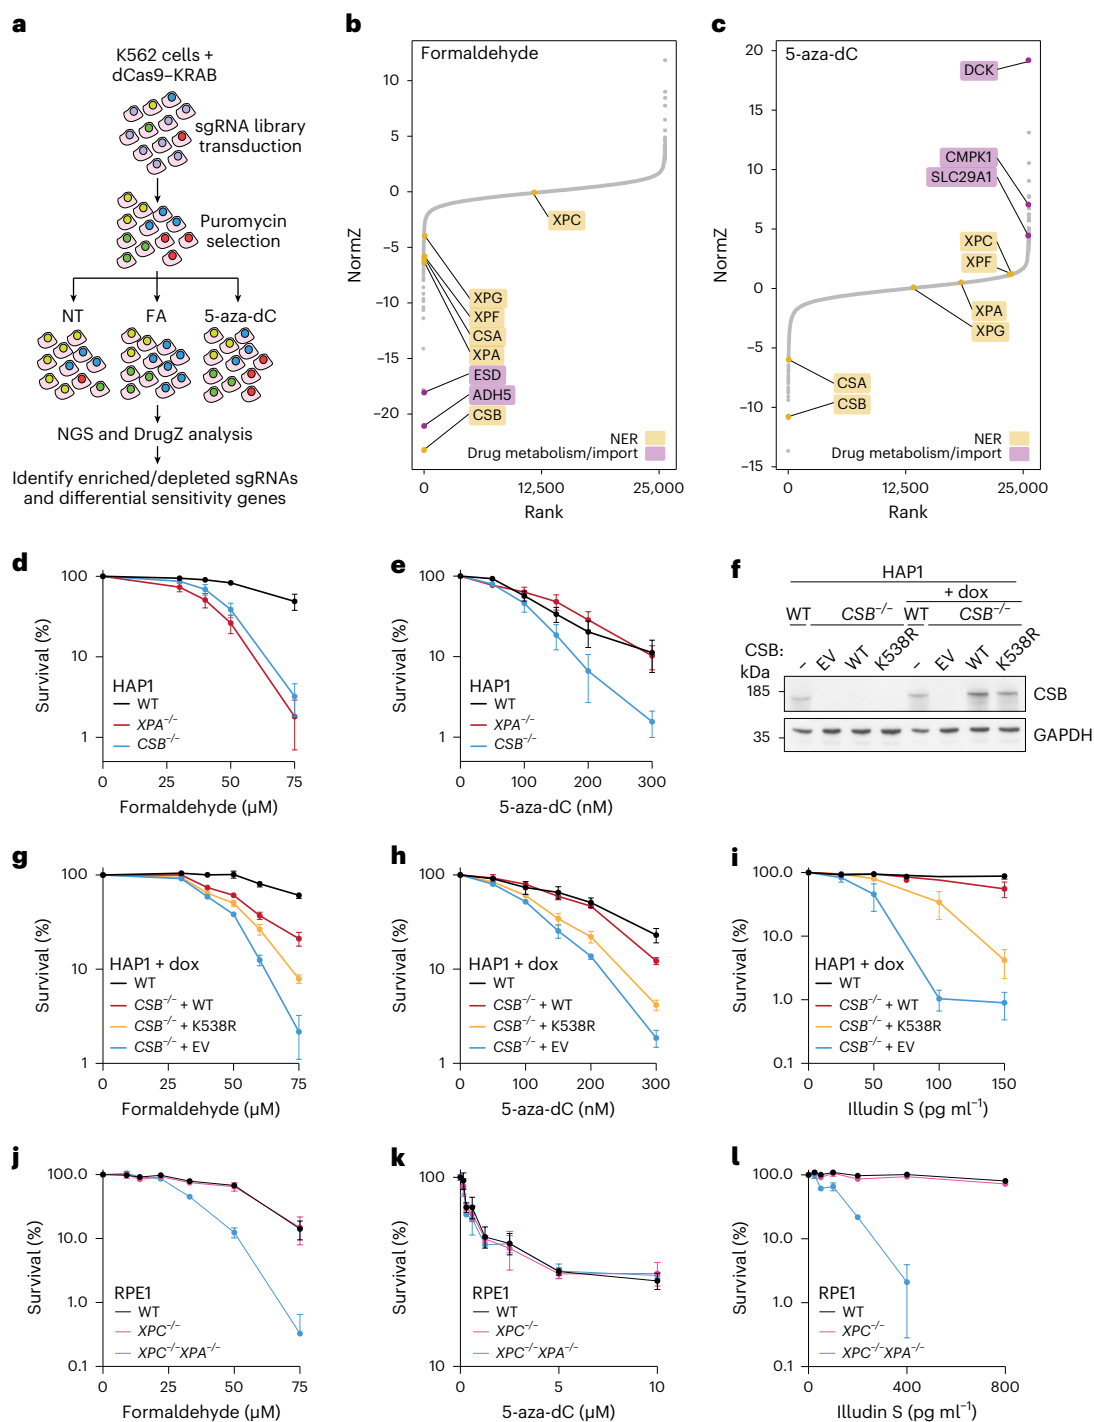 a
K562 cells +
dCas9–KRAB
sgRNA library
transduction
Puromycin
selection
NT
FA
5-aza-dC
NGS and DrugZ analysis
Identify enriched/depleted sgRNAs
and differential sensitivity genes
b
Formaldehyde
NormZ
10
5
0
−5
−10
−15
−20
XPC
XPG
XPF
CSA
XPA
ESD
ADH5
CSB
NER
Drug metabolism/import
0
12,500
25,000
Rank
c
5-aza-dC
NormZ
20
15
10
5
0
−5
−10
−15
DCK
CMPK1
SLC29A1
XPC
XPF
XPA
XPG
CSA
CSB
NER
Drug metabolism/import
0
12,500
25,000
Rank
d
Survival (%)
100
10
1
HAP1
WT
XPA−/−
CSB−/−
0
25
50
75
Formaldehyde (μM)
e
Survival (%)
100
10
1
HAP1
WT
XPA−/−
CSB−/−
0
100
200
300
5-aza-dC (nM)
f
HAP1
+ dox
WT
CSB−/−
WT
CSB−/−
CSB:
–
EV
WT
K538R
–
EV
WT
K538R
kDa
185
CSB
35
GAPDH
g
Survival (%)
100
10
1
HAP1 + dox
WT
CSB−/− + WT
CSB−/− + K538R
CSB−/− + EV
0
25
50
75
Formaldehyde (μM)
h
Survival (%)
100
10
1
HAP1 + dox
WT
CSB−/− + WT
CSB−/− + K538R
CSB−/− + EV
0
100
200
300
5-aza-dC (nM)
i
Survival (%)
100.0
10.0
1.0
0.1
HAP1 + dox
WT
CSB−/− + WT
CSB−/− + K538R
CSB−/− + EV
0
50
100
150
Illudin S (pg ml−1)
j
Survival (%)
100.0
10.0
1.0
0.1
RPE1
WT
XPC−/−
XPC−/−XPA−/−
0
25
50
75
Formaldehyde (μM)
k
Survival (%)
100
10
RPE1
WT
XPC−/−
XPC−/−XPA−/−
0
5
10
5-aza-dC (μM)
l
Survival (%)
100.0
10.0
1.0
0.1
RPE1
WT
XPC−/−
XPC−/−XPA−/−
0
400
800
Illudin S (pg ml−1)